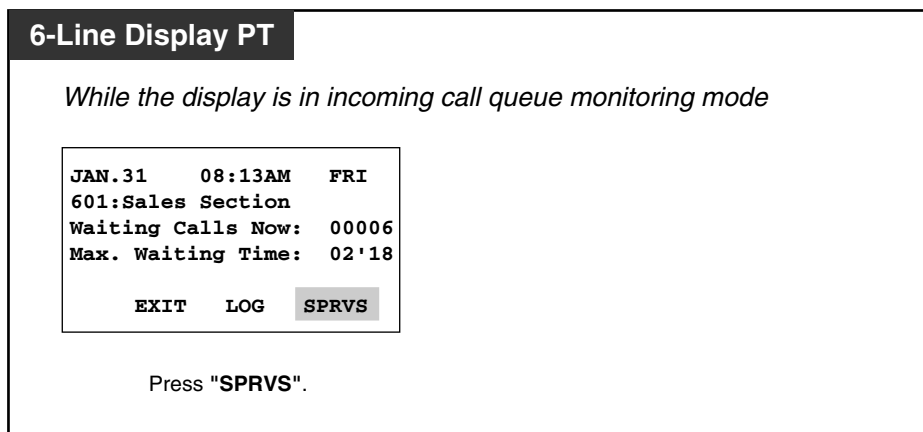 6-Line Display PT
While the display is in incoming call queue monitoring mode
JAN.31 08:13AM FRI
601:Sales Section
Waiting Calls Now: 00006
Max. Waiting Time: 02'18
EXIT LOG SPRVS
Press "SPRVS".